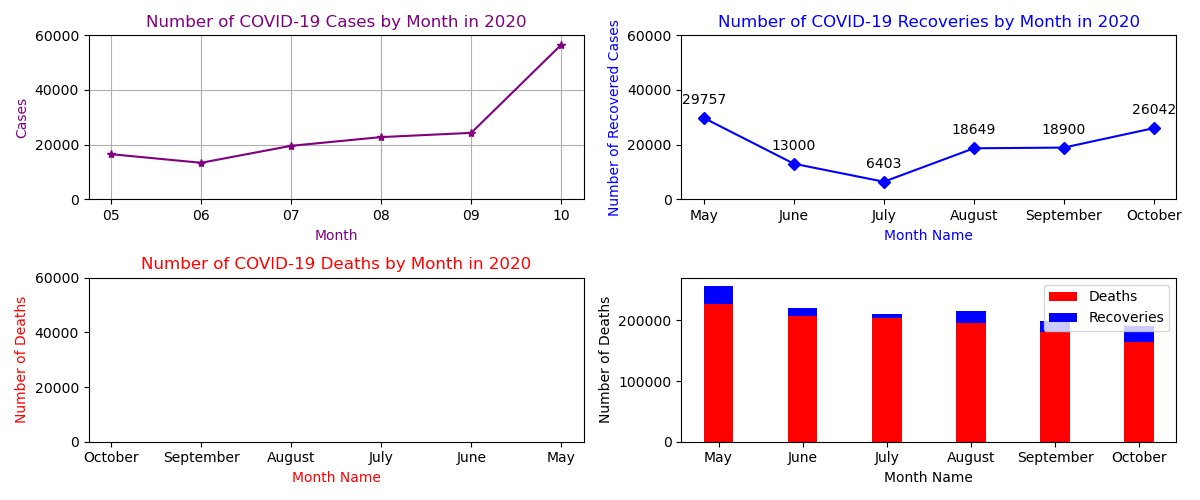 Number of COVID-19 Cases by Month in 2020
Cases
60000
40000
20000
0
05 06 07 08 09 10
Month
Number of COVID-19 Recoveries by Month in 2020
Number of Recovered Cases
60000
40000
20000
0
29757
13000
6403
18649
18900
26042
May June July August September October
Month Name
Number of COVID-19 Deaths by Month in 2020
Number of Deaths
60000
40000
20000
0
October September August July June May
Month Name
Number of Deaths
200000
100000
0
Deaths
Recoveries
May June July August September October
Month Name